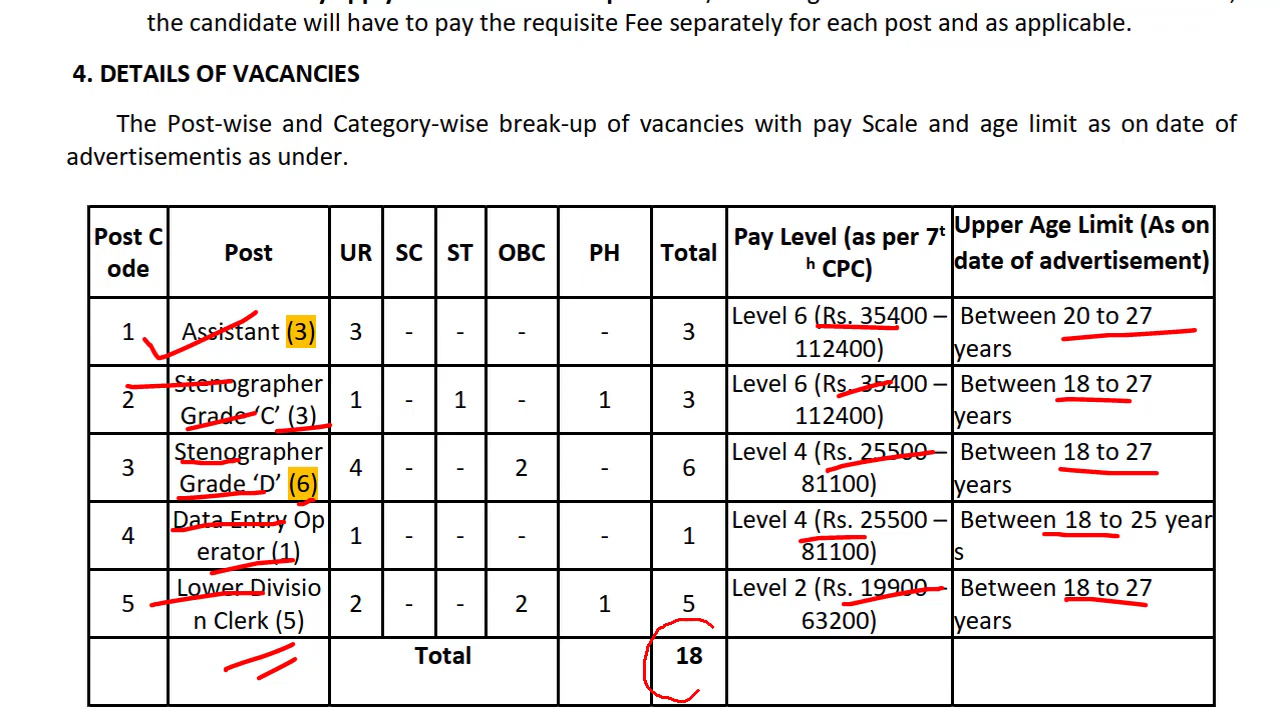 the candidate will have to pay the requisite Fee separately for each post and as applicable.
4. DETAILS OF VACANCIES
The Post-wise and Category-wise break-up of vacancies with pay Scale and age limit as on date of
advertisementis as under.
Post C
ode
Post
UR
SC
ST
OBC
PH
Total
Pay Level (as per 7t
h CPC)
Upper Age Limit (As on
date of advertisement)
1
Assistant (3)
3
-
-
-
-
3
Level 6 (Rs. 35400 –
112400)
Between 20 to 27
years
2
Stenographer
Grade ‘C’ (3)
1
-
1
-
1
3
Level 6 (Rs. 35400 –
112400)
Between 18 to 27
years
3
Stenographer
Grade ‘D’ (6)
4
-
-
2
-
6
Level 4 (Rs. 25500 –
81100)
Between 18 to 27
years
4
Data Entry Op
erator (1)
1
-
-
-
-
1
Level 4 (Rs. 25500 –
81100)
Between 18 to 25 year
s
5
Lower Divisio
n Clerk (5)
2
-
-
2
1
5
Level 2 (Rs. 19900 –
63200)
Between 18 to 27
years
Total
18